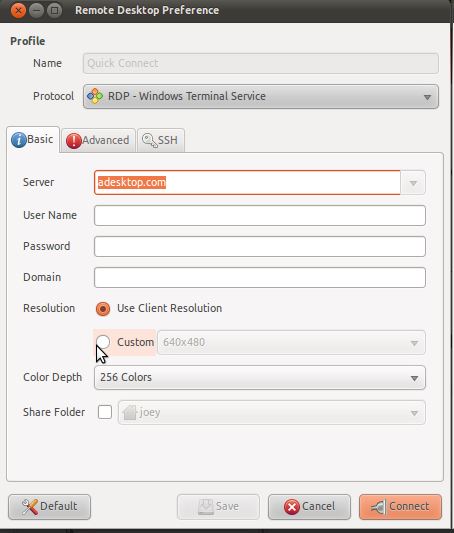 Remote Desktop Preference
Profile
Name Quick Connect
Protocol RDP - Windows Terminal Service
Basic Advanced SSH
Server adesktop.com
User Name
Password
Domain
Resolution Use Client Resolution
Custom 640x480
Color Depth 256 Colors
Share Folder joey
Default Save Cancel Connect